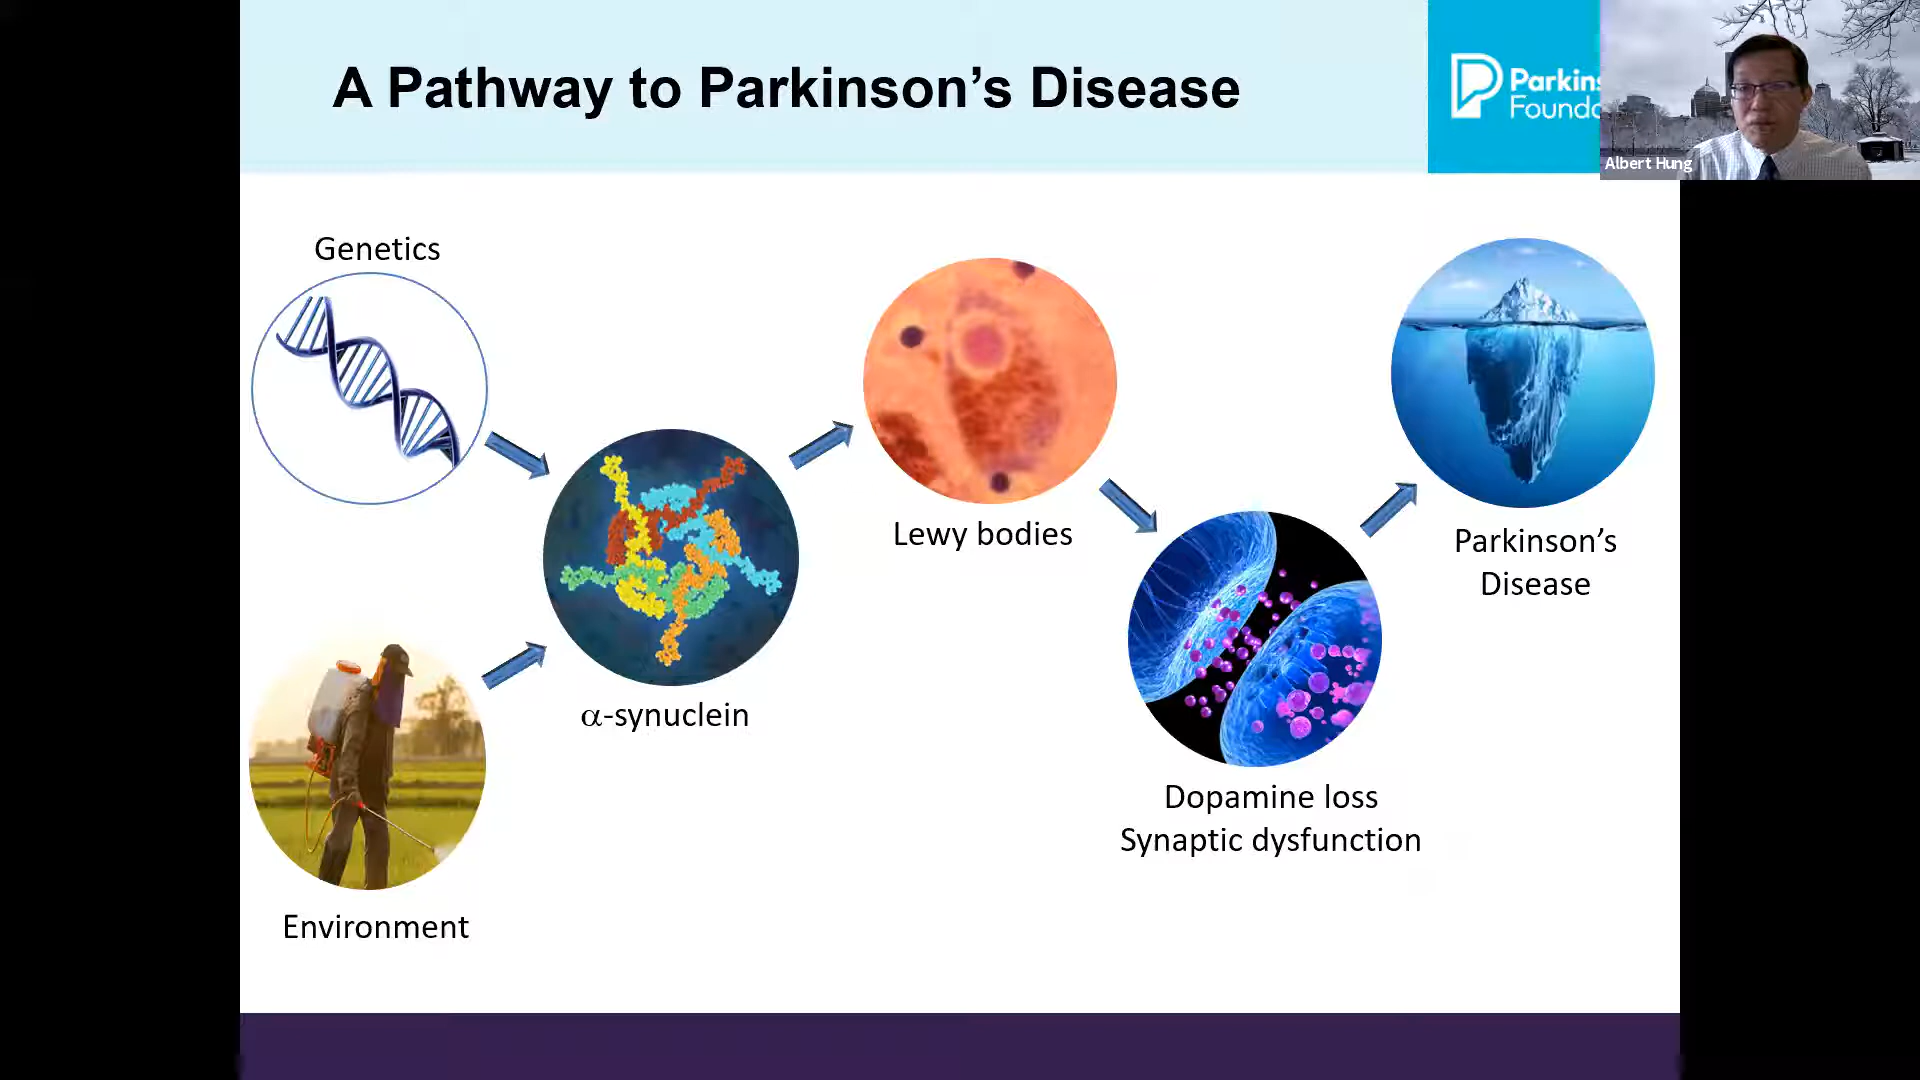 A Pathway to Parkinson’s Disease
Albert Hung
Genetics
Lewy bodies
Parkinson’s
Disease
α-synuclein
Dopamine loss
Synaptic dysfunction
Environment